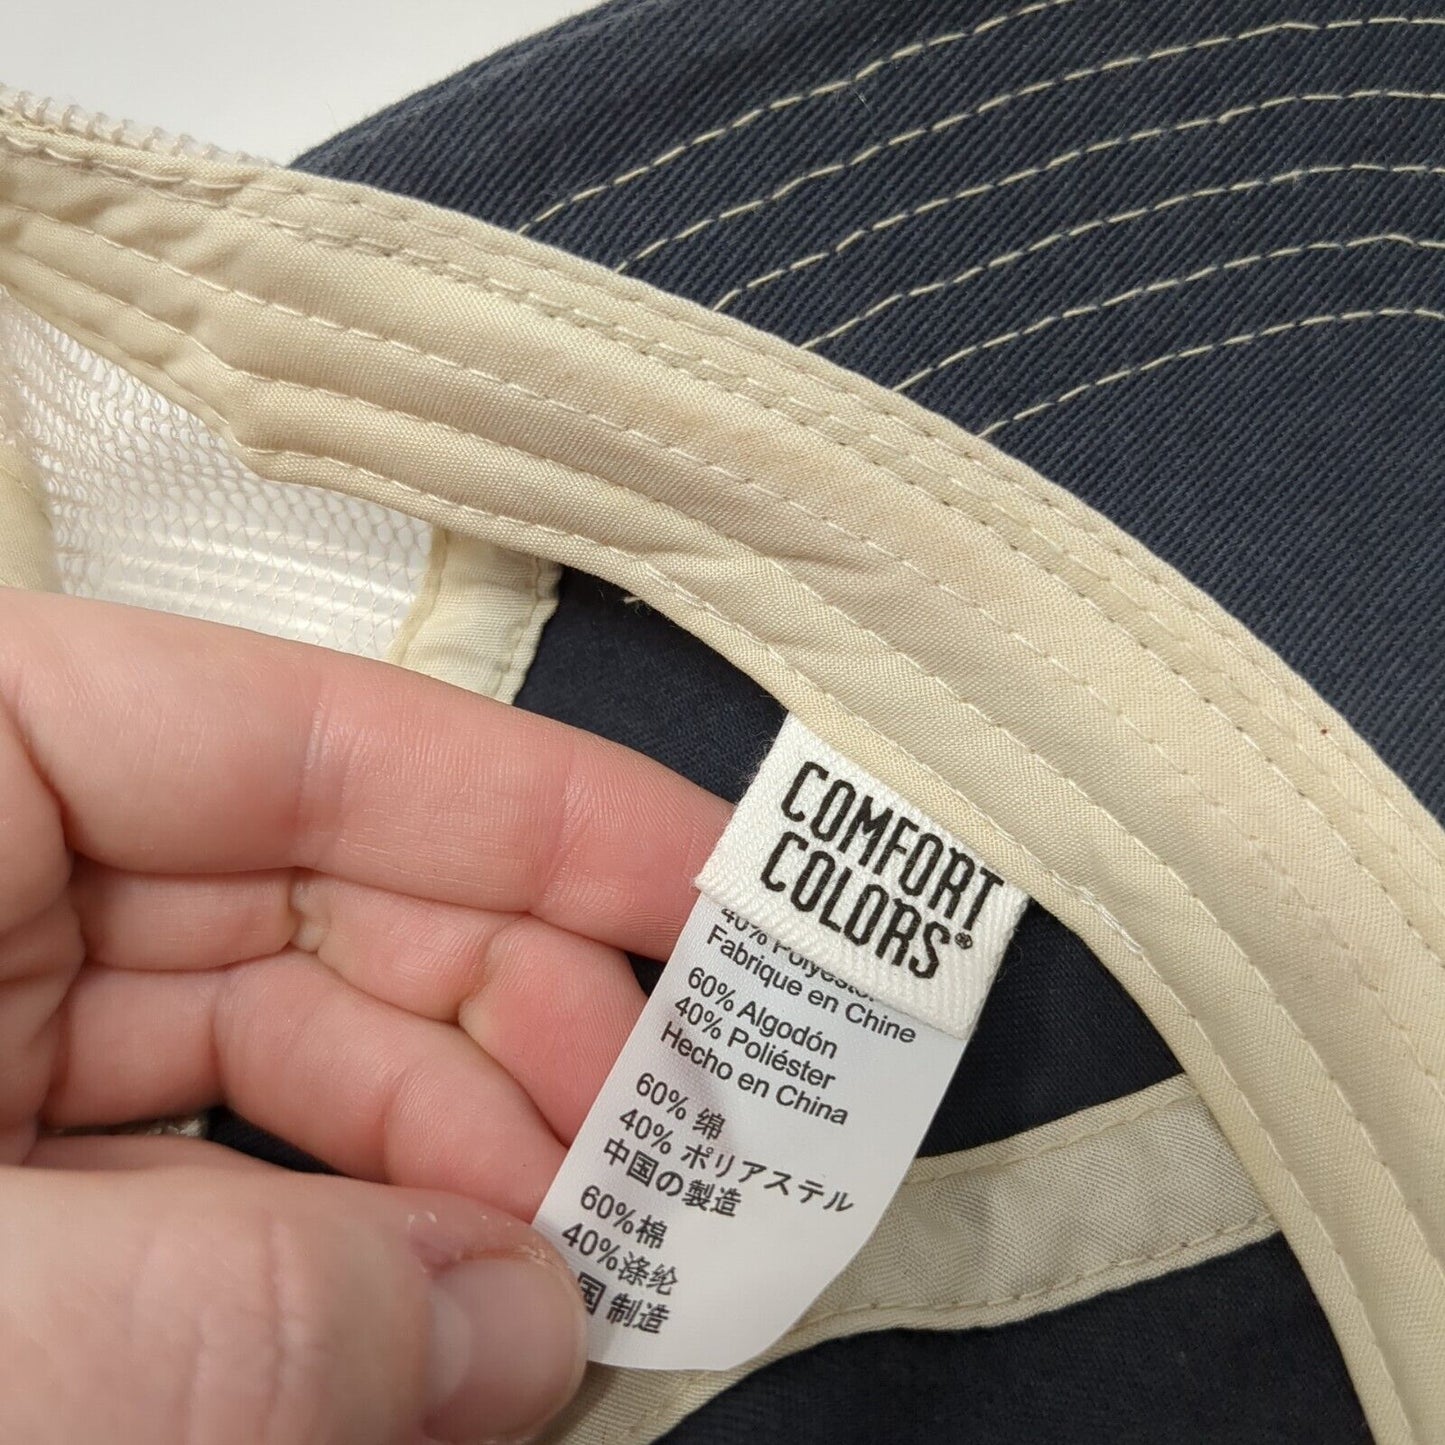 COMFORT
COLORS®
40% Polyester
Fabrique en Chine
60% Algodón
40% Poliéster
Hecho en China
60% 綿
40% ポリアステル
中国の製造
60%棉
40%涤纶
国 制造